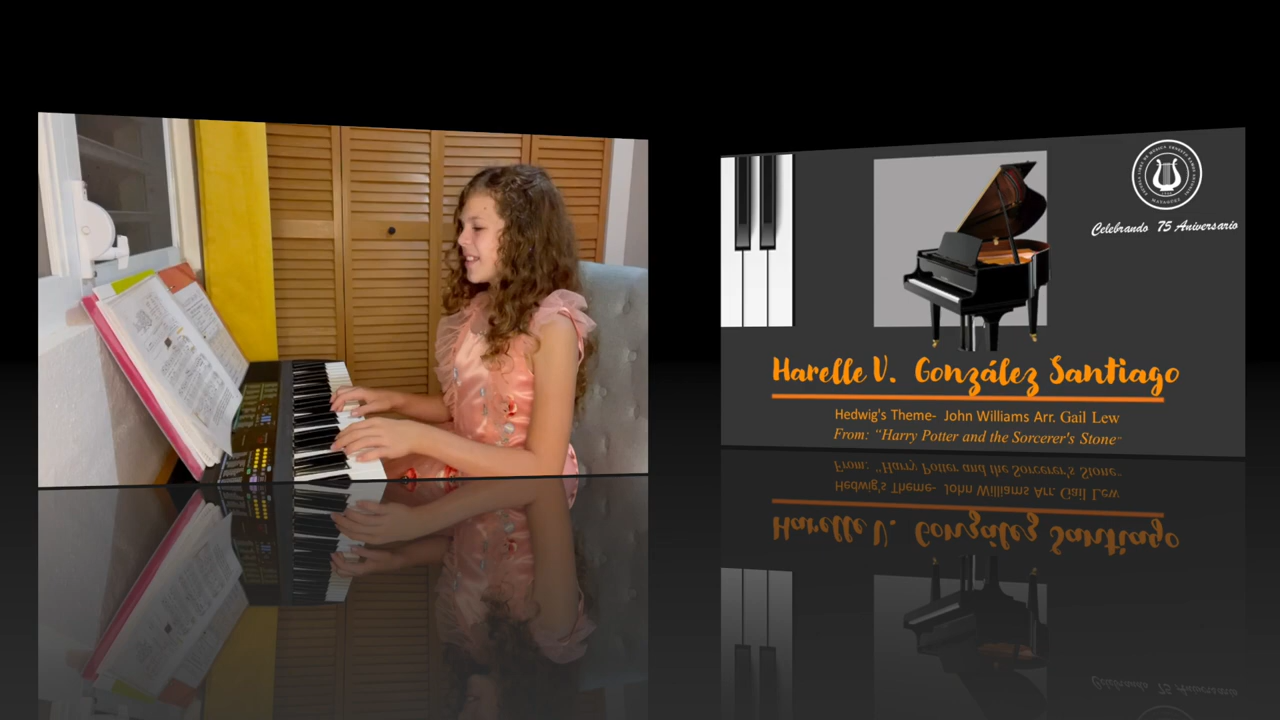 Celebrando 75 Aniversario
Harelle V. González Santiago
Hedwig's Theme- John Williams Arr. Gail Lew
From: "Harry Potter and the Sorcerer's Stone"